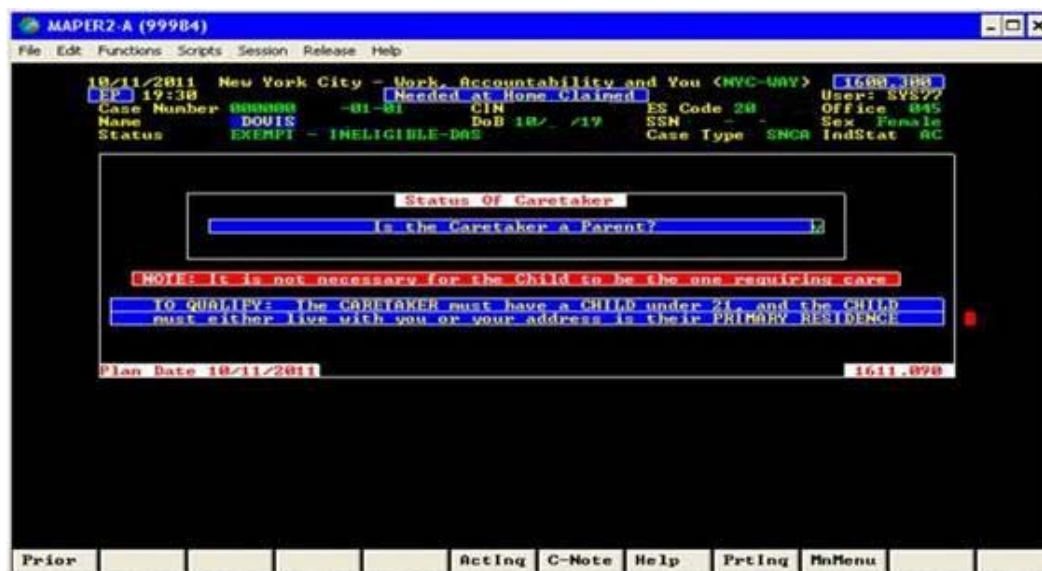 MAPER2-A (99984)
File Edit Functions Scripts Session Release Help
10/11/2011 New York City - Work, Accountability and You (NYC-WAY) 1600,300
EP 19:30 Needed at Home Claimed User: SYS77
Case Number 000000 -01-01 CIN ES Code 20 Office 045
Name DOUIS DoB 10/_ /19 SSN - - Sex Female
Status EXEMPT - INELIGIBLE-DAS Case Type SNCA IndStat AC
Status Of Caretaker
Is the Caretaker a Parent?
NOTE: It is not necessary for the Child to be the one requiring care
TO QUALIFY: The CARETAKER must have a CHILD under 21, and the CHILD
must either live with you or your address is their PRIMARY RESIDENCE
Plan Date 10/11/2011 1611.090
Prior ActInq C-Note Help PrtInq MnMenu